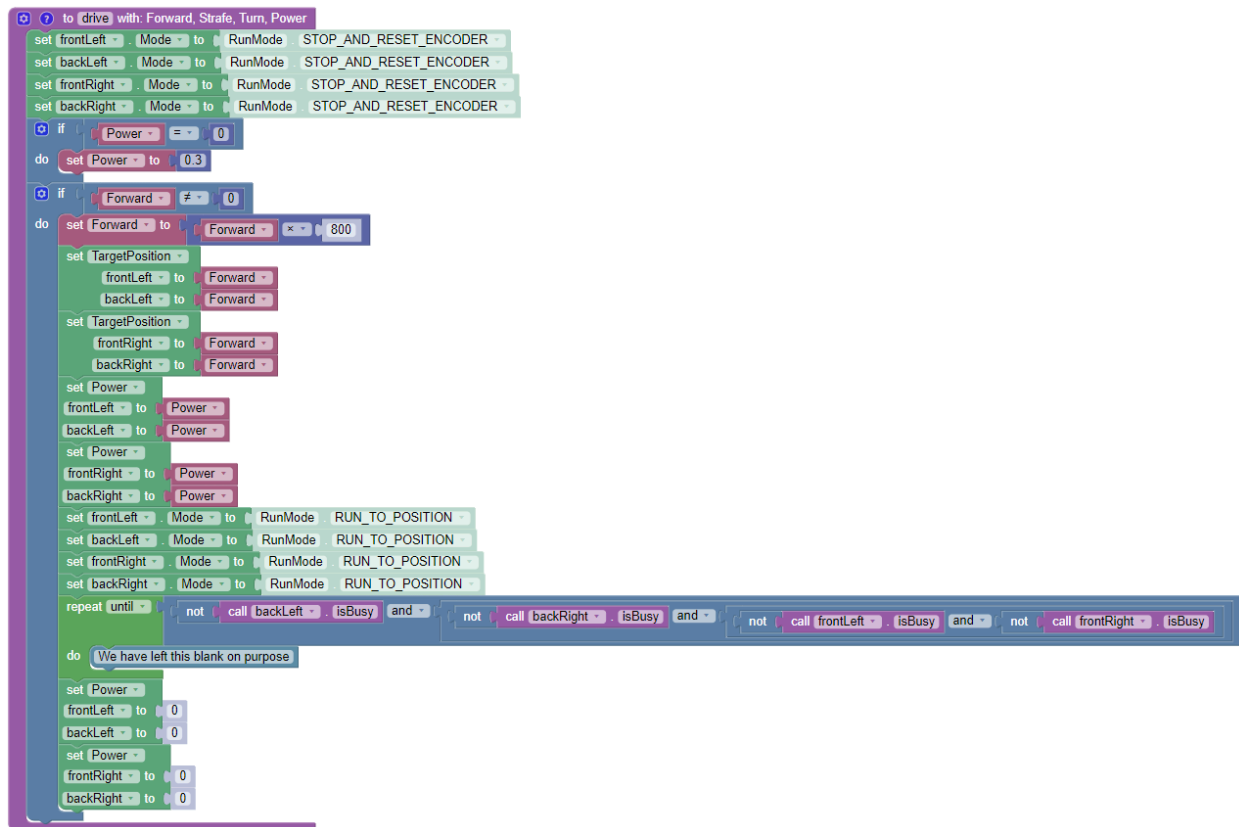 ? to drive with: Forward, Strafe, Turn, Power
set frontLeft . Mode to RunMode . STOP_AND_RESET_ENCODER
set backLeft . Mode to RunMode . STOP_AND_RESET_ENCODER
set frontRight . Mode to RunMode . STOP_AND_RESET_ENCODER
set backRight . Mode to RunMode . STOP_AND_RESET_ENCODER
if Power = 0
do set Power to 0.3
if Forward ≠ 0
do set Forward to Forward × 800
set TargetPosition
frontLeft to Forward
backLeft to Forward
set TargetPosition
frontRight to Forward
backRight to Forward
set Power
frontLeft to Power
backLeft to Power
set Power
frontRight to Power
backRight to Power
set frontLeft . Mode to RunMode . RUN_TO_POSITION
set backLeft . Mode to RunMode . RUN_TO_POSITION
set frontRight . Mode to RunMode . RUN_TO_POSITION
set backRight . Mode to RunMode . RUN_TO_POSITION
repeat until not call backLeft . isBusy and not call backRight . isBusy and not call frontLeft . isBusy and not call frontRight . isBusy
do We have left this blank on purpose
set Power
frontLeft to 0
backLeft to 0
set Power
frontRight to 0
backRight to 0